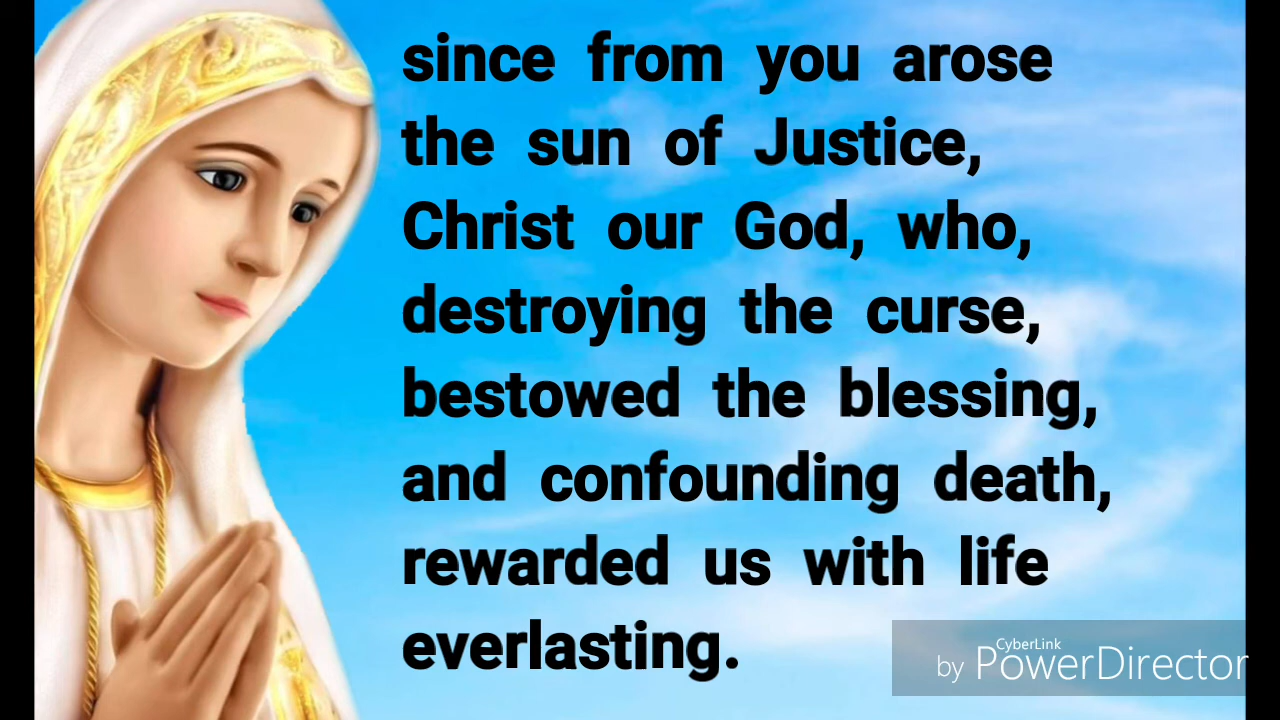 since from you arose
the sun of Justice,
Christ our God, who,
destroying the curse,
bestowed the blessing,
and confounding death,
rewarded us with life
everlasting.
CyberLink
by PowerDirector